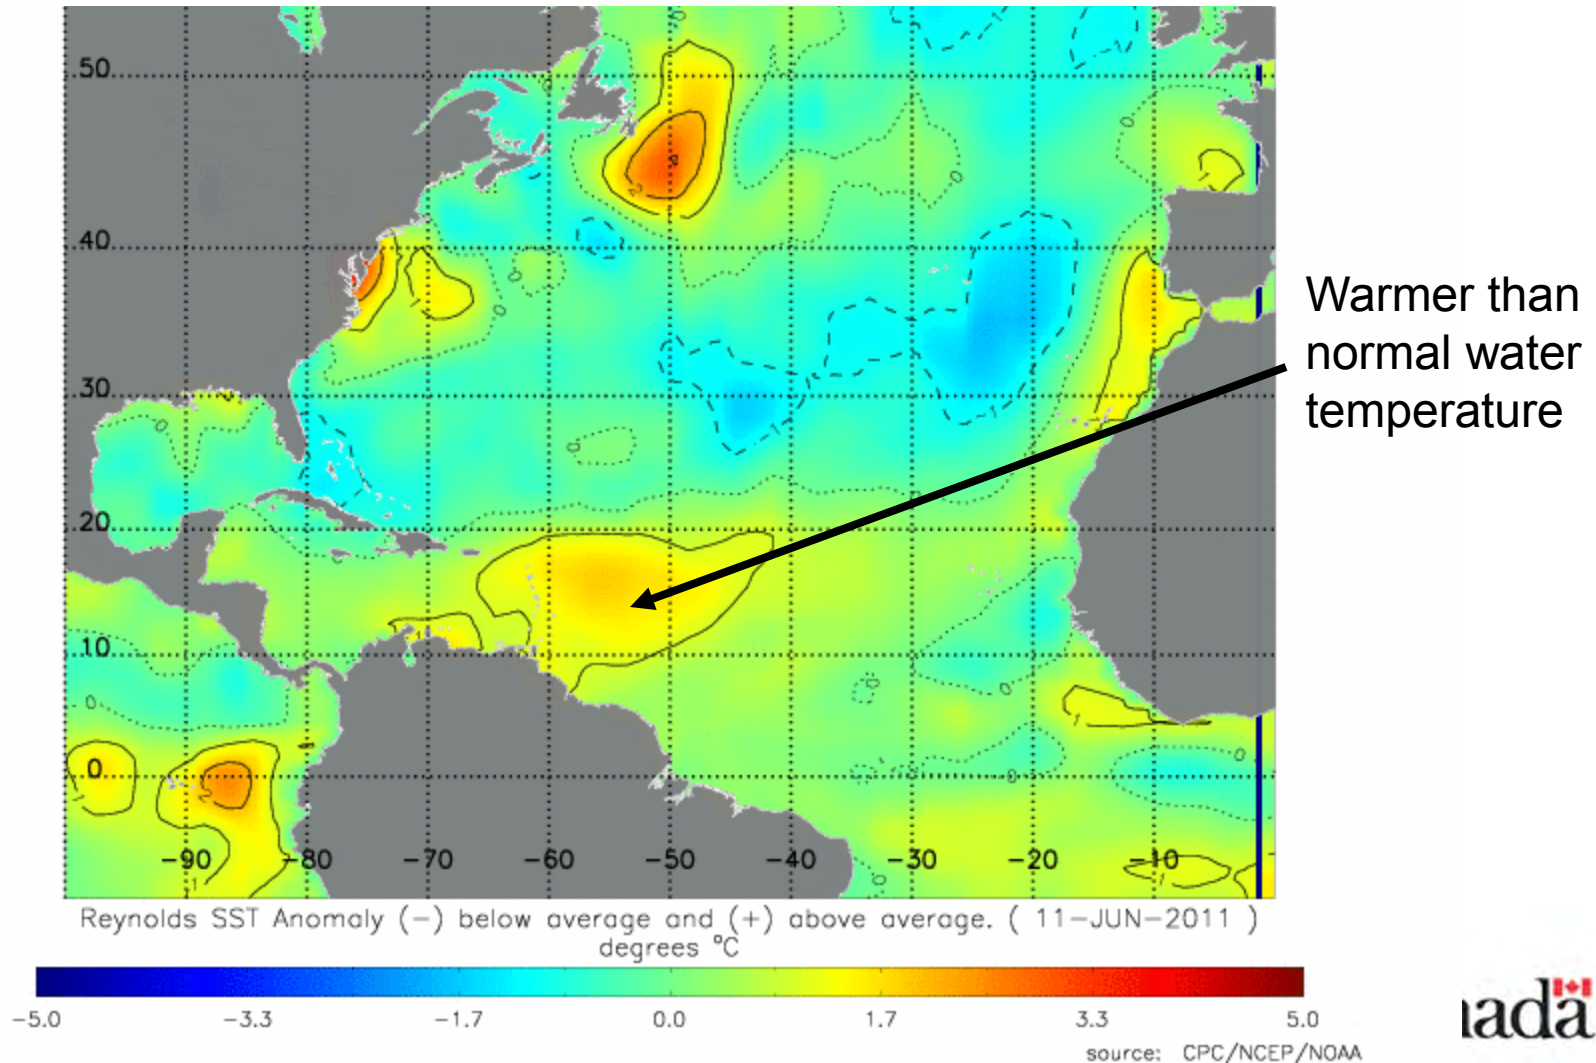 50
40
30
20
10
0
-90 -80 -70 -60 -50 -40 -30 -20 -10
Warmer than
normal water
temperature
Reynolds SST Anomaly (-) below average and (+) above average. ( 11-JUN-2011 )
degrees °C
-5.0 -3.3 -1.7 0.0 1.7 3.3 5.0
source: CPC/NCEP/NOAA
nada